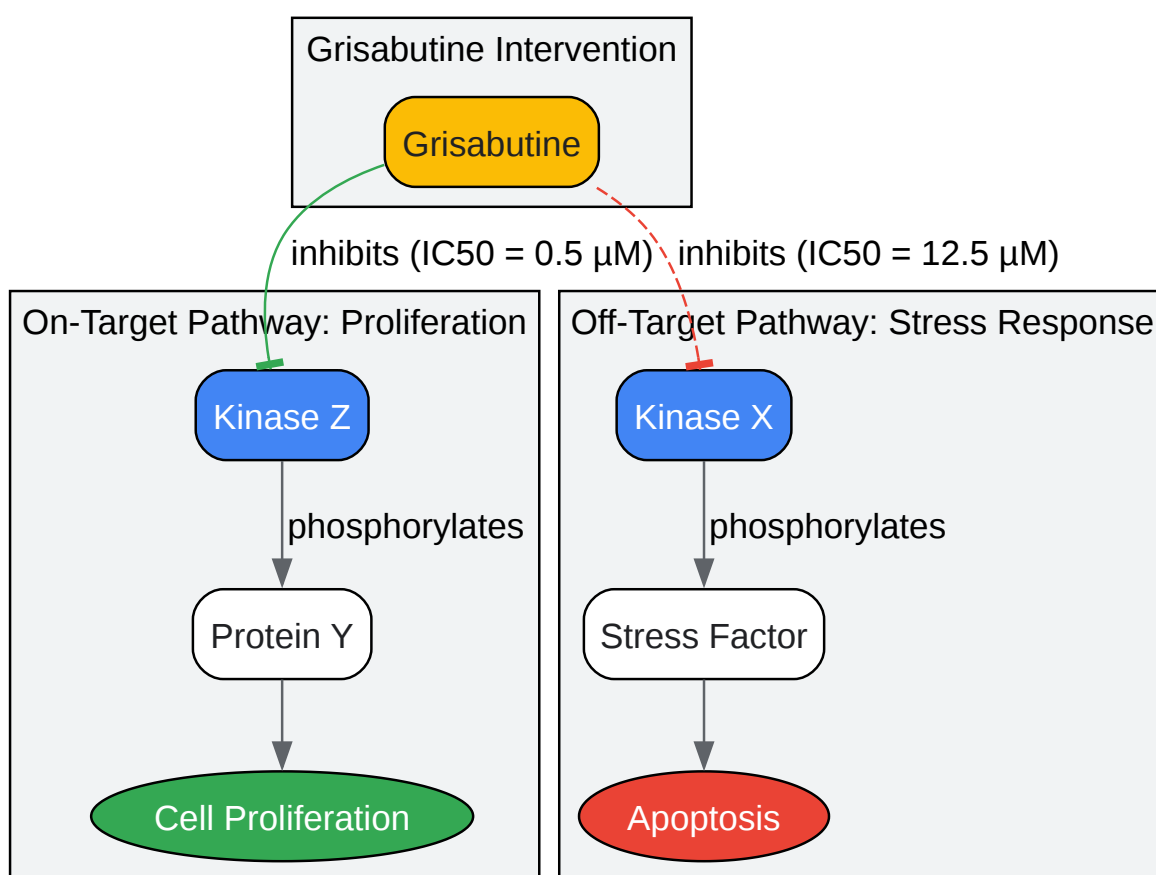 Grisabutine Intervention
Grisabutine
inhibits (IC50 = 0.5 µM)
inhibits (IC50 = 12.5 µM)
On-Target Pathway: Proliferation
Off-Target Pathway: Stress Response
Kinase Z
Kinase X
phosphorylates
phosphorylates
Protein Y
Stress Factor
Cell Proliferation
Apoptosis